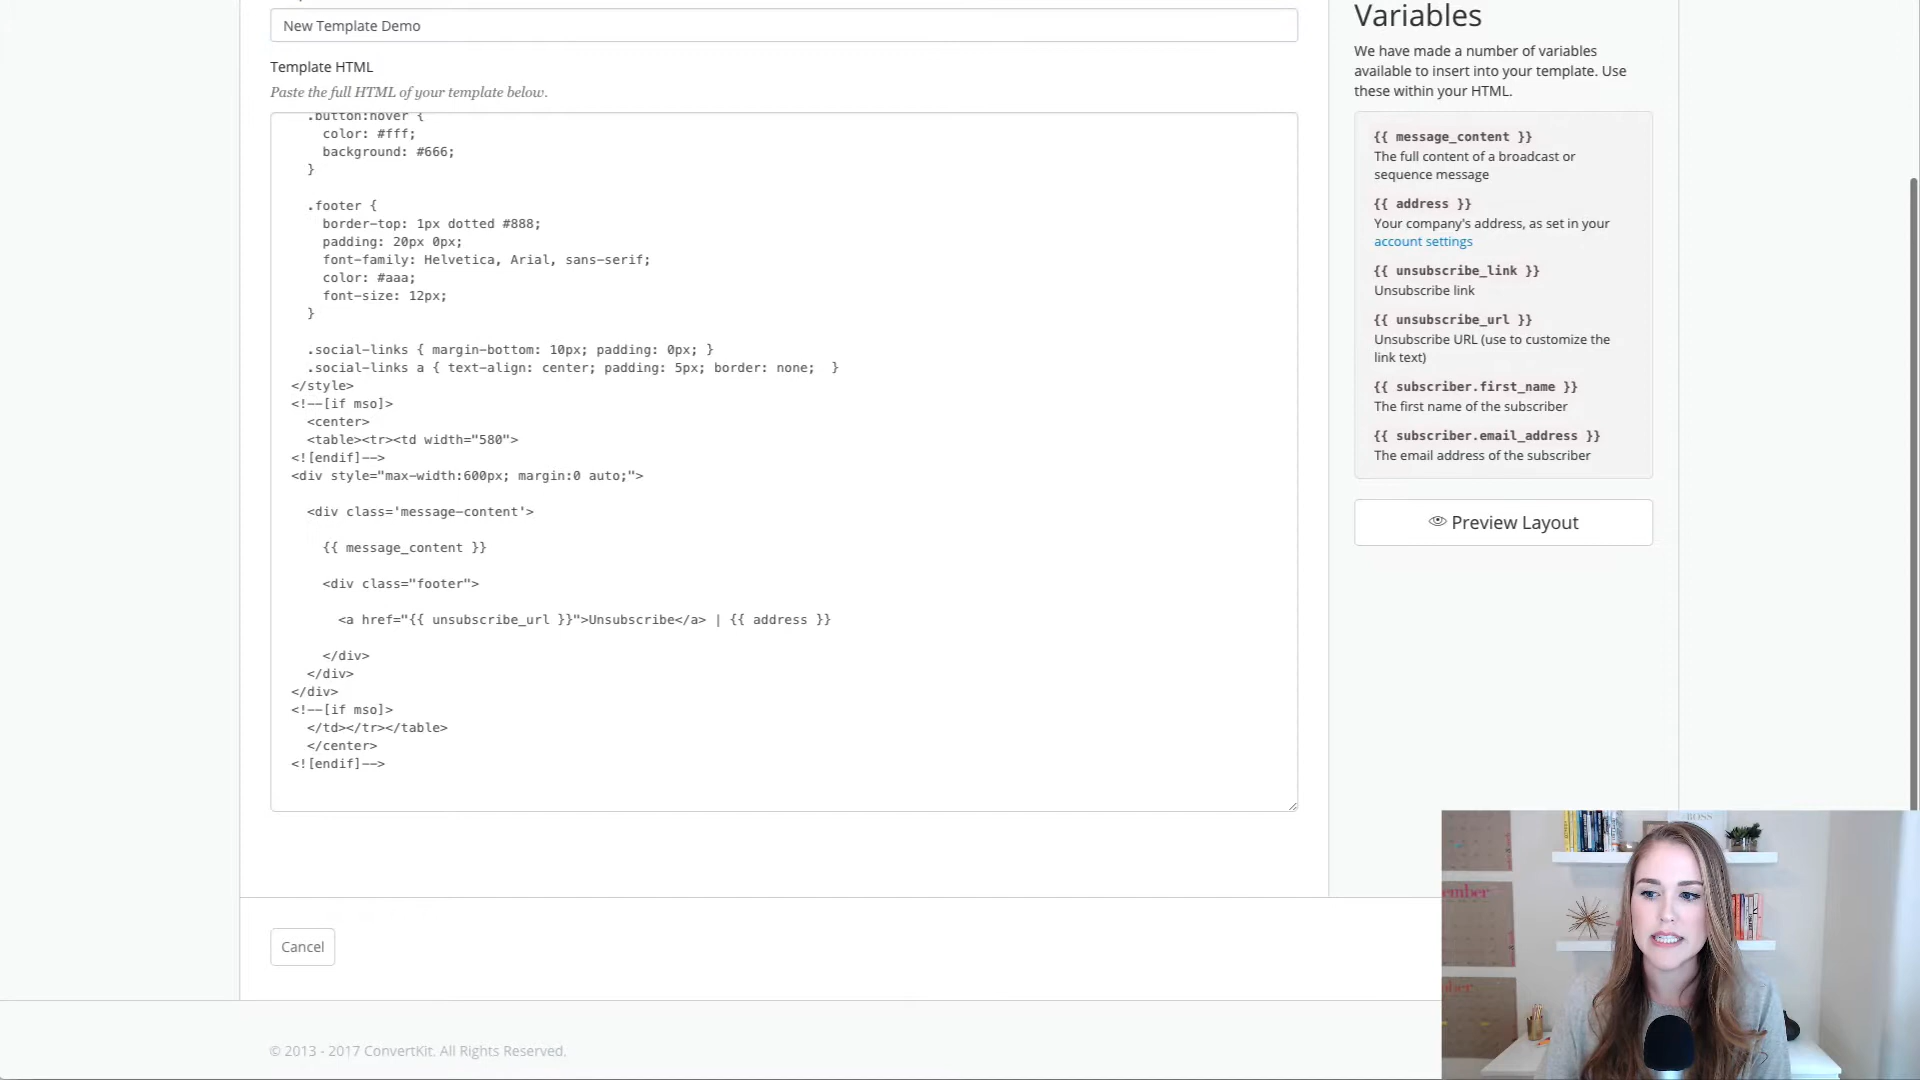 New Template Demo
Template HTML
Paste the full HTML of your template below.
.button:hover {
color: #fff;
background: #666;
}
.footer {
border-top: 1px dotted #888;
padding: 20px 0px;
font-family: Helvetica, Arial, sans-serif;
color: #aaa;
font-size: 12px;
}
.social-links { margin-bottom: 10px; padding: 0px; }
.social-links a { text-align: center; padding: 5px; border: none;  }
</style>
<!--[if mso]>
<center>
<table><tr><td width="580">
<![endif]-->
<div style="max-width:600px; margin:0 auto;">
<div class='message-content'>
{{ message_content }}
<div class="footer">
<a href="{{ unsubscribe_url }}">Unsubscribe</a> | {{ address }}
</div>
</div>
</div>
<!--[if mso]>
</td></tr></table>
</center>
<![endif]-->
Variables
We have made a number of variables
available to insert into your template. Use
these within your HTML.
{{ message_content }}
The full content of a broadcast or
sequence message
{{ address }}
Your company's address, as set in your
account settings
{{ unsubscribe_link }}
Unsubscribe link
{{ unsubscribe_url }}
Unsubscribe URL (use to customize the
link text)
{{ subscriber.first_name }}
The first name of the subscriber
{{ subscriber.email_address }}
The email address of the subscriber
Preview Layout
Cancel
© 2013 - 2017 ConvertKit. All Rights Reserved.
BOSS
ember
ober